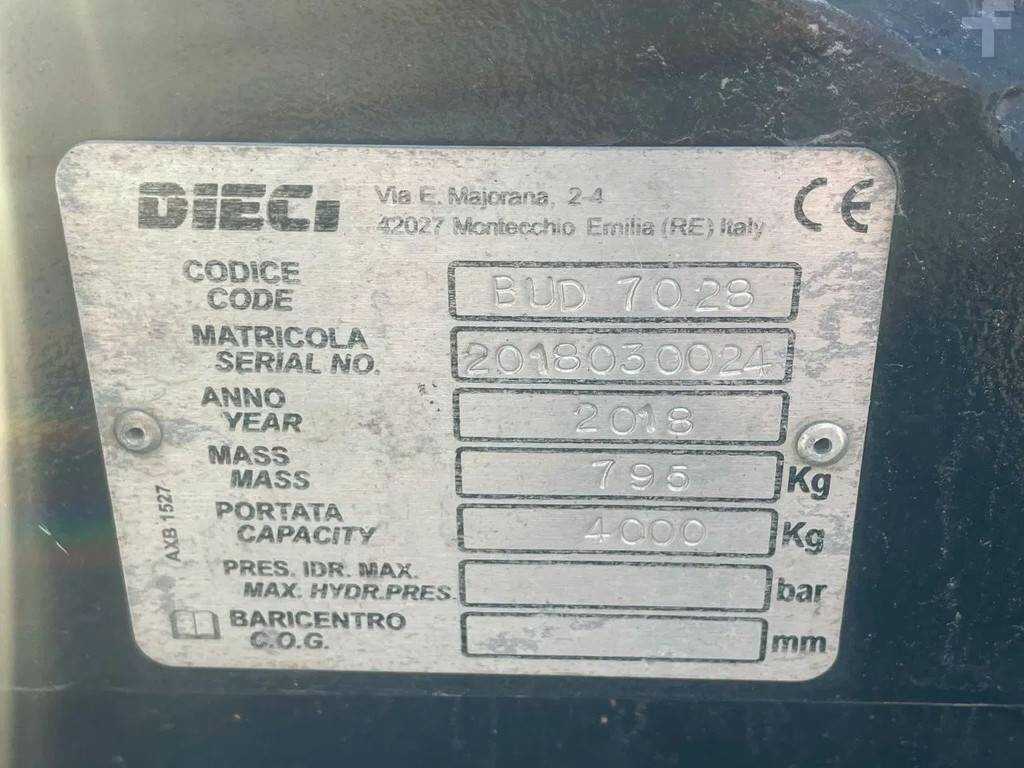 DIECI
Via E. Majorana, 2-4
42027 Montecchio Emilia (RE) Italy
CE
CODICE
CODE
BUD 7028
MATRICOLA
SERIAL NO.
2018030024
ANNO
YEAR
2018
MASS
MASS
795 Kg
PORTATA
CAPACITY
4000 Kg
PRES. IDR. MAX.
MAX. HYDR.PRES.
bar
BARICENTRO
C.O.G.
mm
AXB 1527